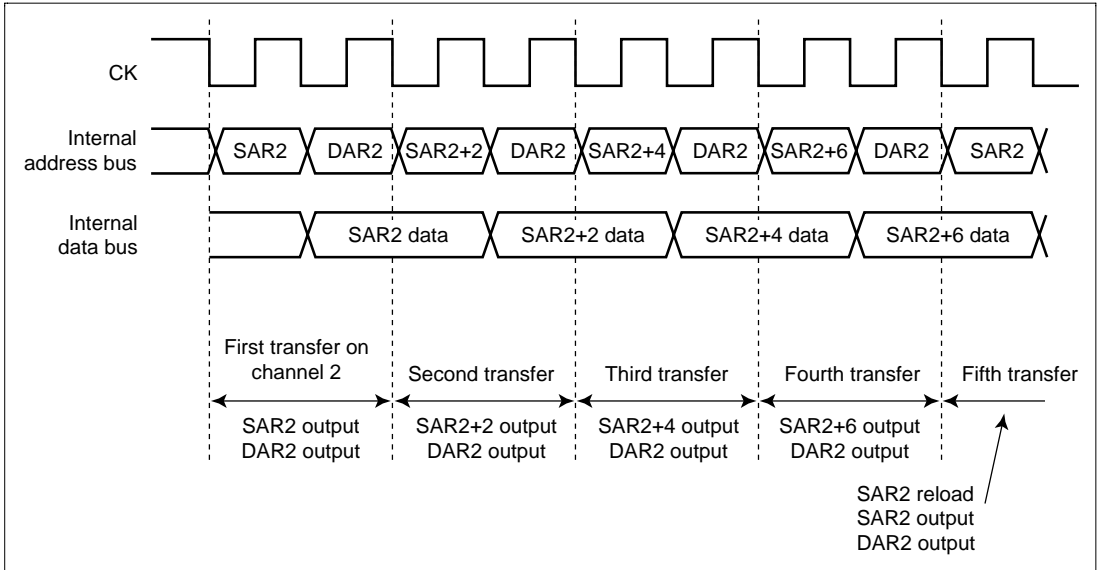 CK
Internal
address bus
SAR2 DAR2 SAR2+2 DAR2 SAR2+4 DAR2 SAR2+6 DAR2 SAR2
Internal
data bus
SAR2 data SAR2+2 data SAR2+4 data SAR2+6 data
First transfer on
channel 2
Second transfer
Third transfer
Fourth transfer
Fifth transfer
SAR2 output
DAR2 output
SAR2+2 output
DAR2 output
SAR2+4 output
DAR2 output
SAR2+6 output
DAR2 output
SAR2 reload
SAR2 output
DAR2 output